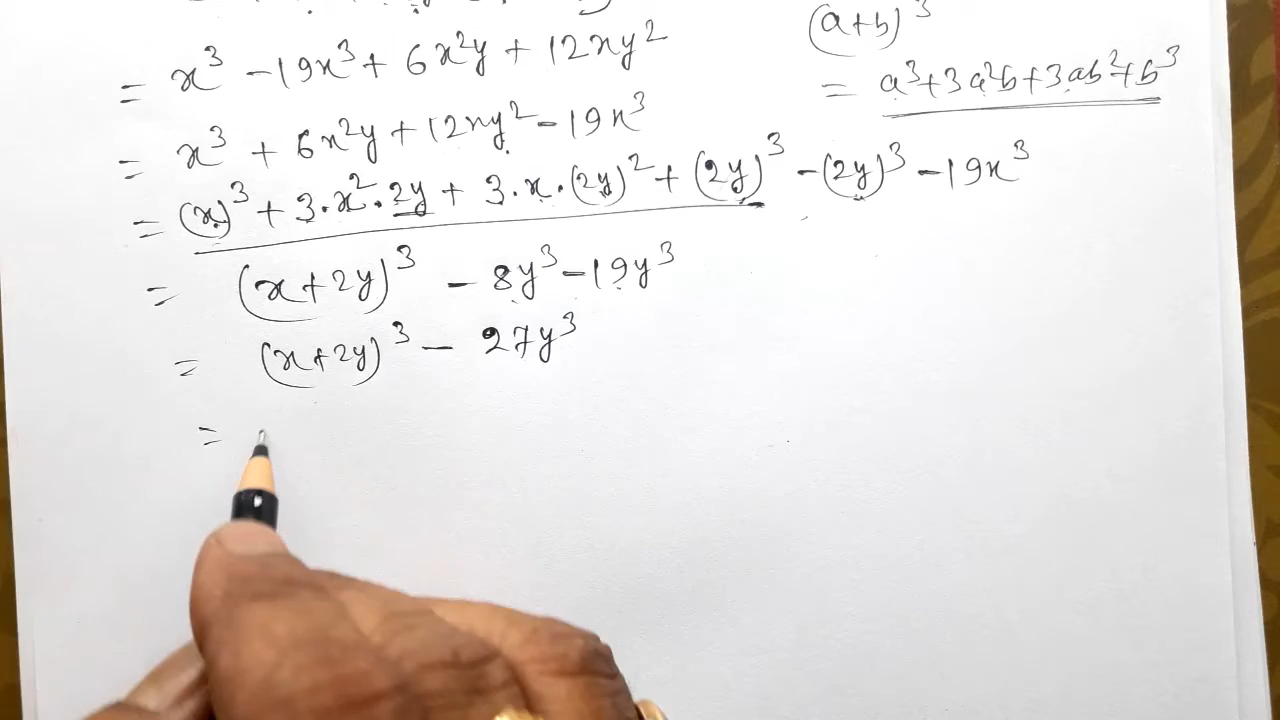 (a+b)³
= x³ - 19x³ + 6x²y + 12xy²
= a³+3a²b+3ab²+b³
= x³ + 6x²y + 12xy² - 19x³
= (x)³ + 3.x².2y + 3.x.(2y)² + (2y)³ - (2y)³ - 19x³
= (x+2y)³ - 8y³ - 19y³
= (x+2y)³ - 27y³
=